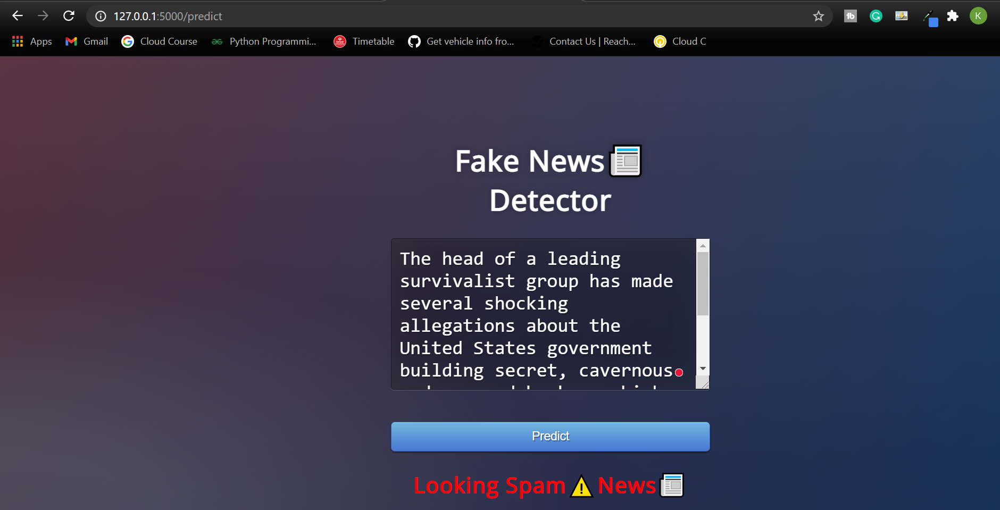 127.0.0.1:5000/predict
K
Apps Gmail Cloud Course Python Programmi... Timetable Get vehicle info fro... Contact Us | Reach... Cloud C
Fake News
Detector
The head of a leading
survivalist group has made
several shocking
allegations about the
United States government
building secret, cavernous
Predict
Looking Spam News